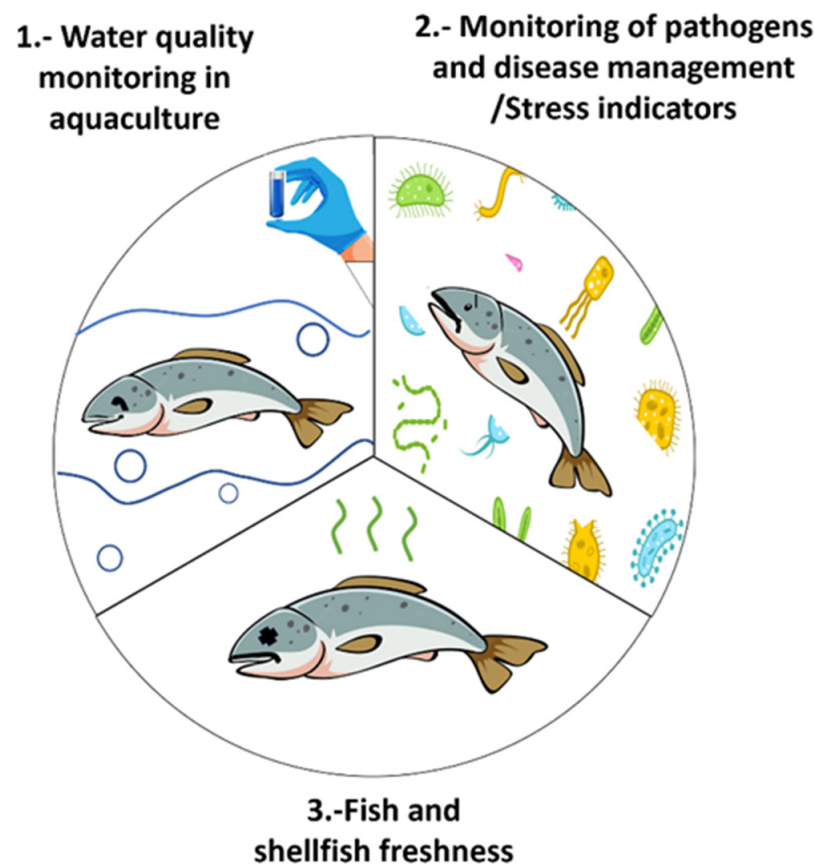 1.- Water quality
monitoring in
aquaculture
2.- Monitoring of pathogens
and disease management
/Stress indicators
3.-Fish and
shellfish freshness